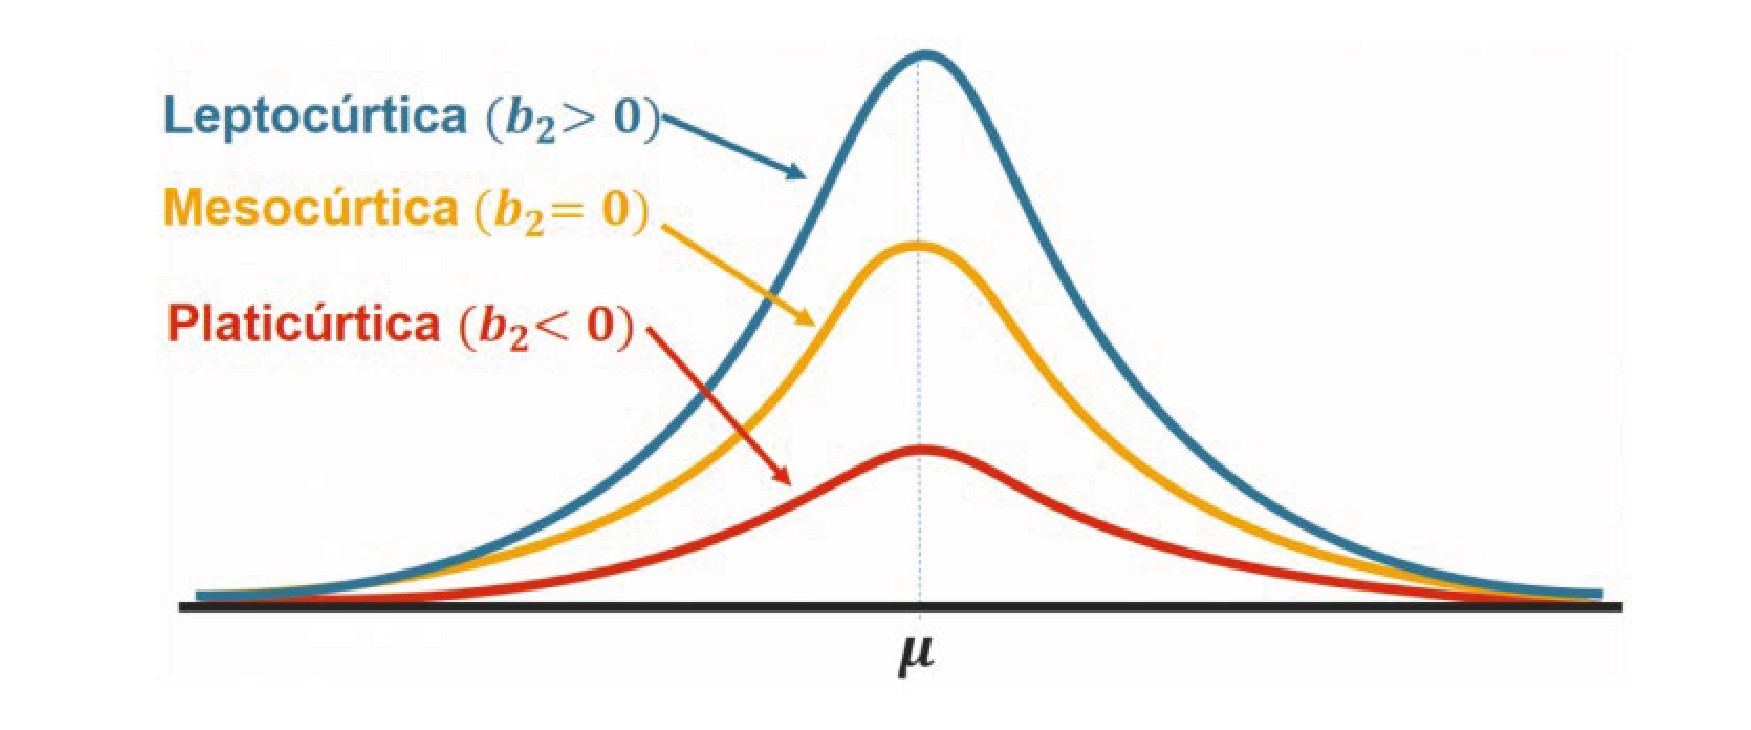 Leptocúrtica (b₂> 0)
Mesocúrtica (b₂= 0)
Platicúrtica (b₂< 0)
μ